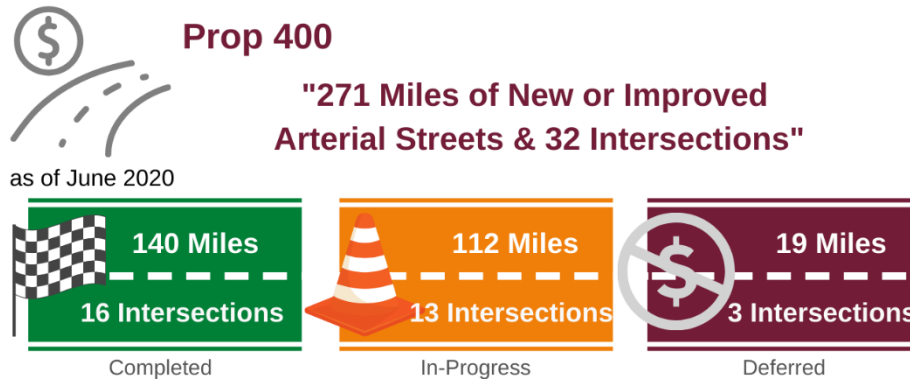 $
Prop 400
"271 Miles of New or Improved
Arterial Streets & 32 Intersections"
as of June 2020
140 Miles
16 Intersections
Completed
112 Miles
13 Intersections
In-Progress
$
19 Miles
3 Intersections
Deferred